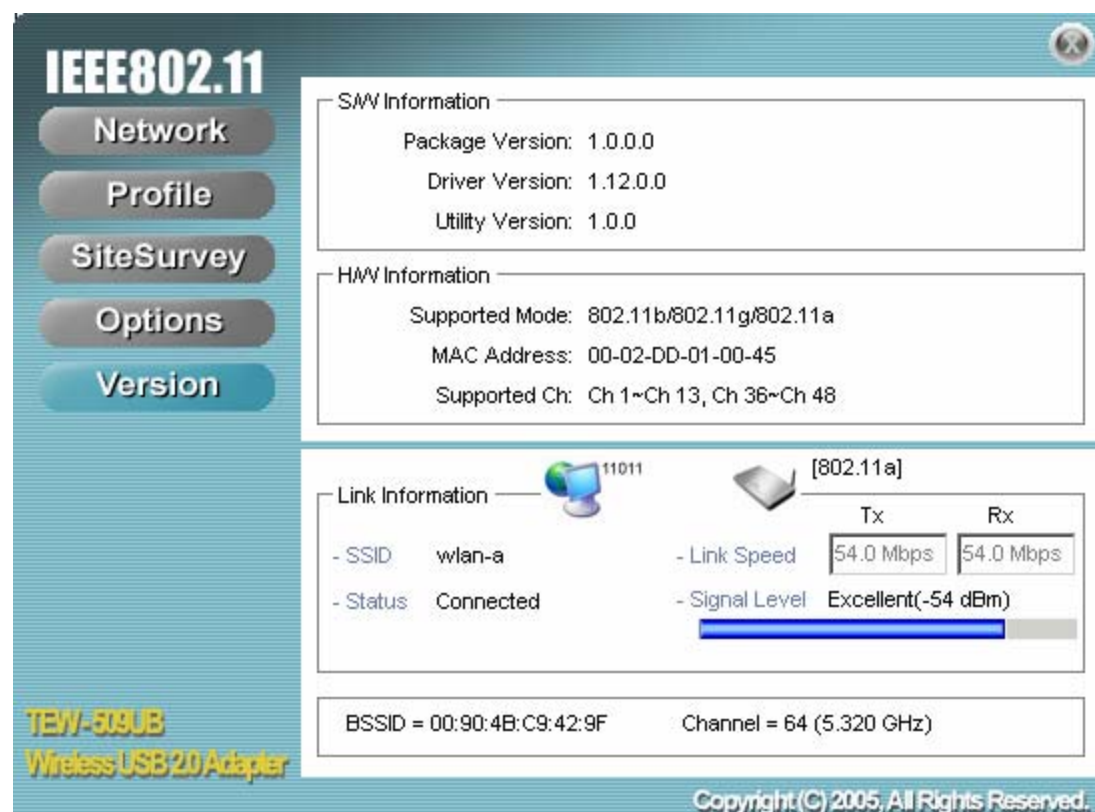 IEEE802.11
Network
Profile
SiteSurvey
Options
Version
S/W Information
Package Version: 1.0.0.0
Driver Version: 1.12.0.0
Utility Version: 1.0.0
H/W Information
Supported Mode: 802.11b/802.11g/802.11a
MAC Address: 00-02-DD-01-00-45
Supported Ch: Ch 1~Ch 13, Ch 36~Ch 48
Link Information
11011
[802.11a]
Tx Rx
- SSID wlan-a - Link Speed 54.0 Mbps 54.0 Mbps
- Status Connected - Signal Level Excellent(-54 dBm)
BSSID = 00:90:4B:C9:42:9F Channel = 64 (5.320 GHz)
TEW-509UB
Wireless USB 2.0 Adapter
Copyright (C) 2005, All Rights Reserved.